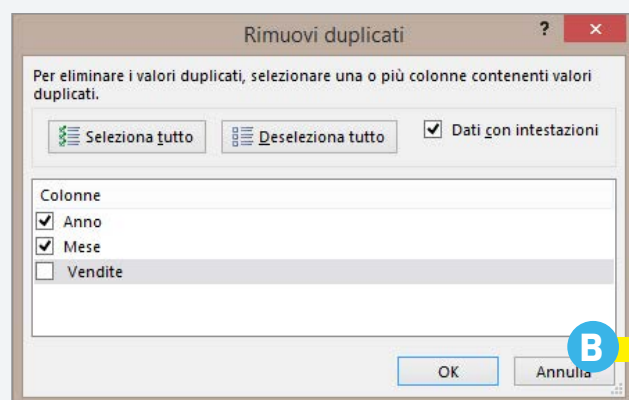 Rimuovi duplicati
?
×
Per eliminare i valori duplicati, selezionare una o più colonne contenenti valori
duplicati.
Seleziona tutto
Deseleziona tutto
Dati con intestazioni
Colonne
Anno
Mese
Vendite
OK
Annulla
B